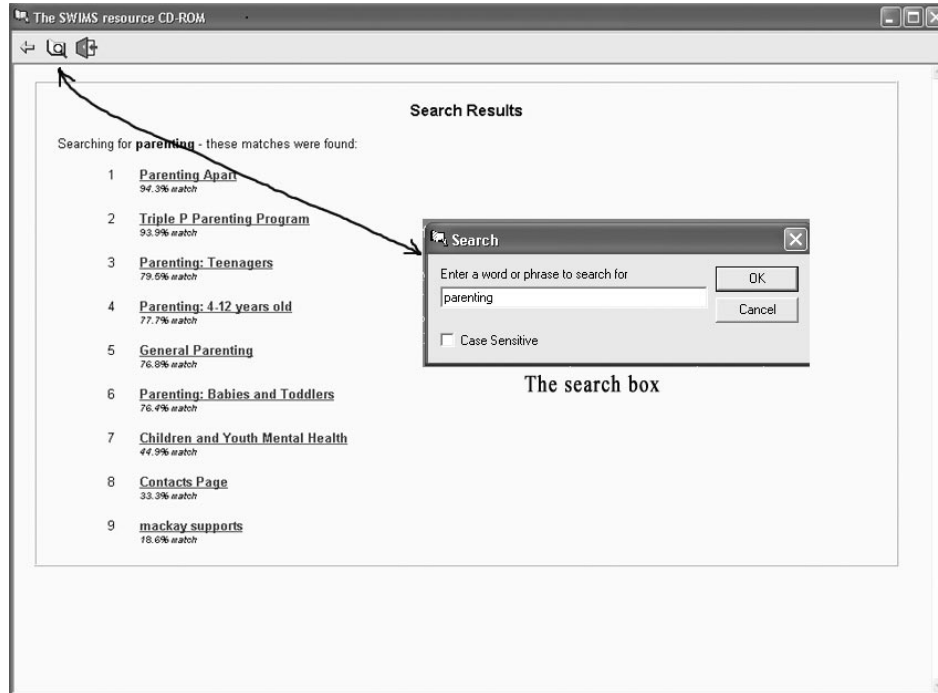 The SWIMS resource CD-ROM
Search Results
Searching for parenting - these matches were found:
1 Parenting Apart
94.3% match
2 Triple P Parenting Program
93.9% match
3 Parenting: Teenagers
79.6% match
4 Parenting: 4-12 years old
77.7% match
5 General Parenting
76.8% match
6 Parenting: Babies and Toddlers
76.4% match
7 Children and Youth Mental Health
44.9% match
8 Contacts Page
33.3% match
9 mackay supports
18.6% match
Search
Enter a word or phrase to search for
parenting
OK
Cancel
Case Sensitive
The search box